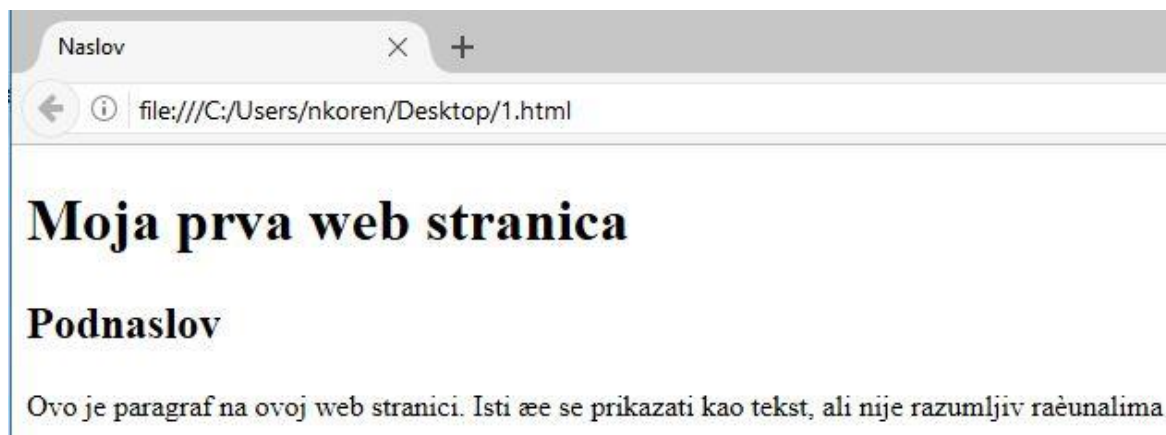 Naslov
file:///C:/Users/nkoren/Desktop/1.html
Moja prva web stranica
Podnaslov
Ovo je paragraf na ovoj web stranici. Isti æe se prikazati kao tekst, ali nije razumljiv raèunalima